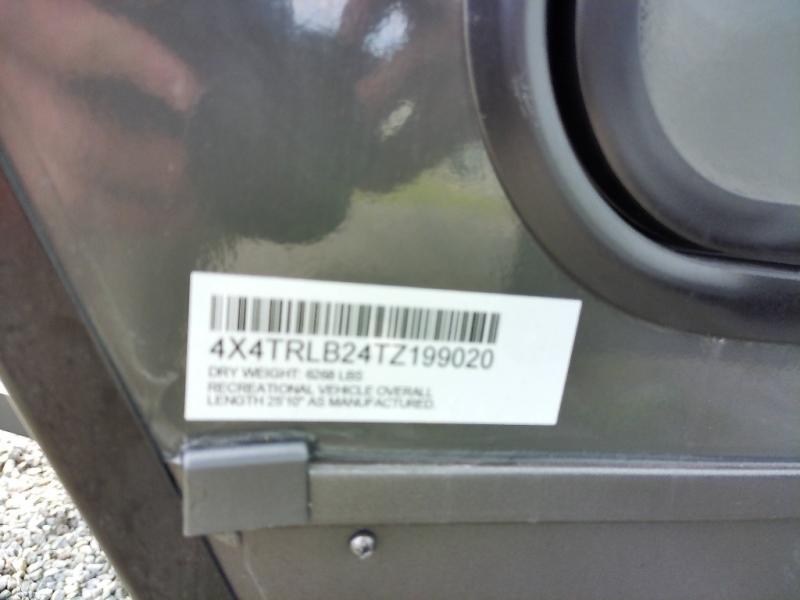 4X4TRLB24TZ199020
DRY WEIGHT: 6268 LBS
RECREATIONAL VEHICLE OVERALL
LENGTH 25'10" AS MANUFACTURED.